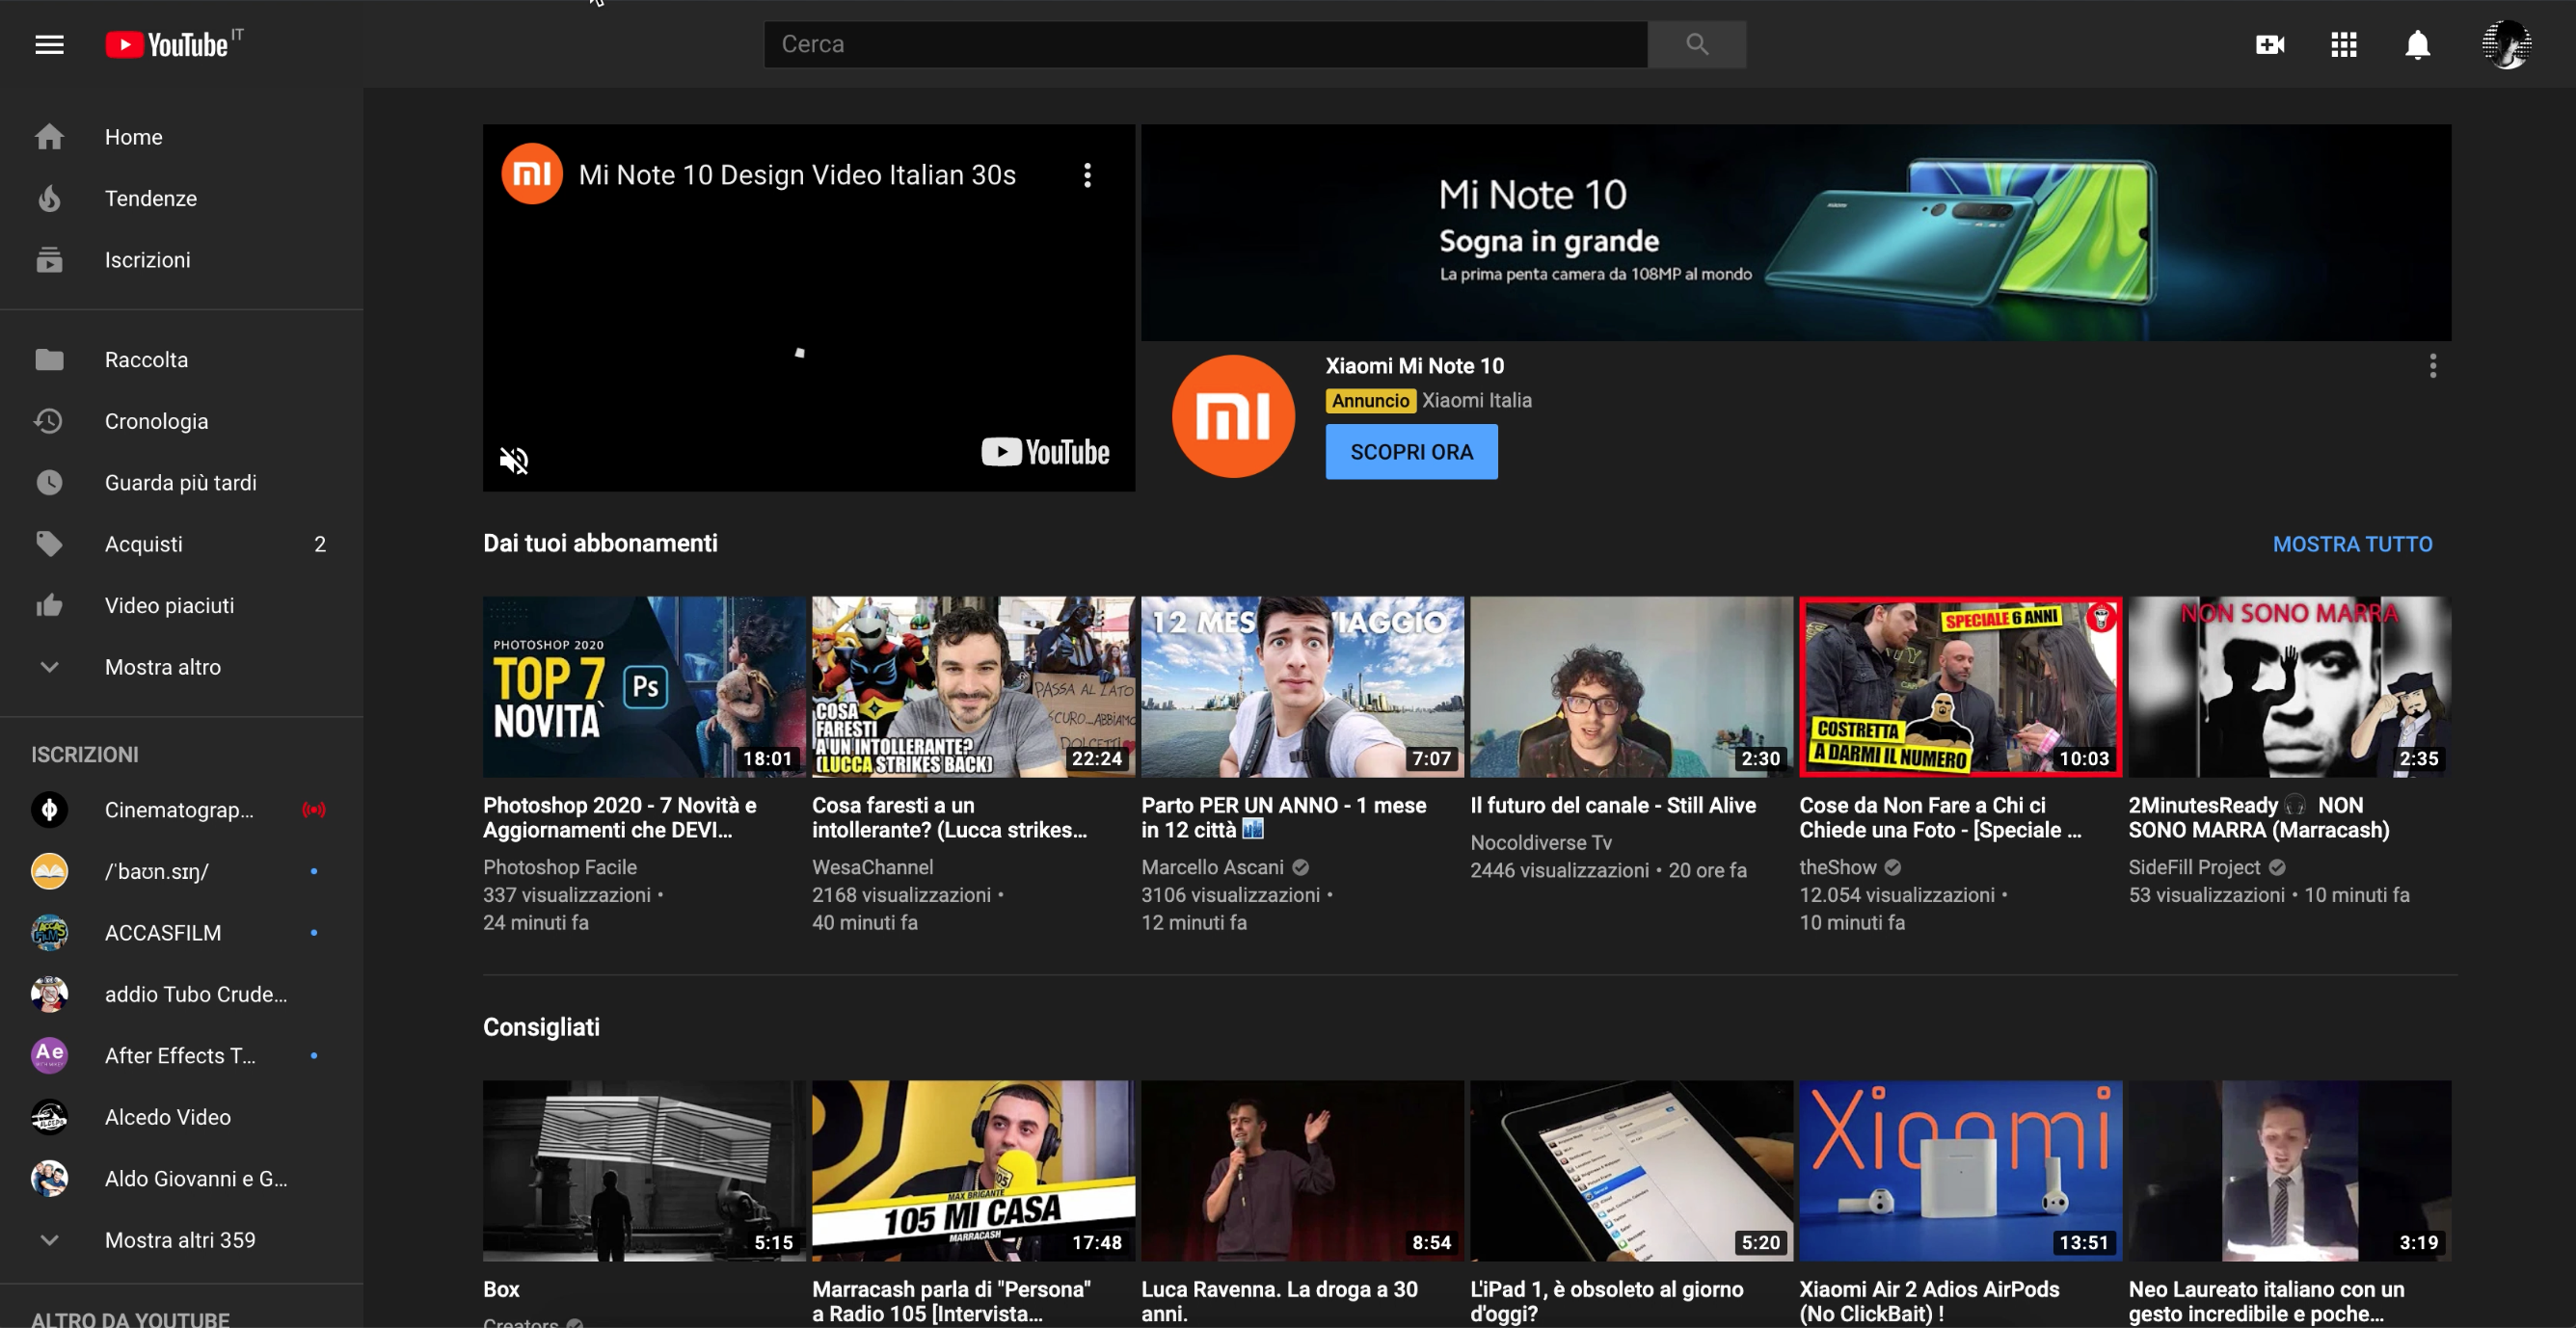 YouTube IT
Cerca
Home
Tendenze
Iscrizioni
Raccolta
Cronologia
Guarda più tardi
Acquisti 2
Video piaciuti
Mostra altro
ISCRIZIONI
Cinematograp...
/ˈbaʊn.sɪŋ/
ACCASFILM
addio Tubo Crude...
After Effects T...
Alcedo Video
Aldo Giovanni e G...
Mostra altri 359
ALTRO DA YOUTUBE
Mi Note 10 Design Video Italian 30s
YouTube
Mi Note 10
Sogna in grande
La prima penta camera da 108MP al mondo
Xiaomi Mi Note 10
Annuncio Xiaomi Italia
SCOPRI ORA
Dai tuoi abbonamenti
MOSTRA TUTTO
PHOTOSHOP 2020
TOP 7
NOVITÀ
Ps
18:01
Photoshop 2020 - 7 Novità e
Aggiornamenti che DEVI...
Photoshop Facile
337 visualizzazioni •
24 minuti fa
PASSA AL LATO
SCURO...ABBIAMO
DOLCETTI
COSA
FARESTI
A UN INTOLLERANTE?
(LUCCA STRIKES BACK)
22:24
Cosa faresti a un
intollerante? (Lucca strikes...
WesaChannel
2168 visualizzazioni •
40 minuti fa
12 MES IAGGIO
7:07
Parto PER UN ANNO - 1 mese
in 12 città
Marcello Ascani
3106 visualizzazioni •
12 minuti fa
2:30
Il futuro del canale - Still Alive
Nocoldiverse Tv
2446 visualizzazioni • 20 ore fa
SPECIALE 6 ANNI
COSTRETTA
A DARMI IL NUMERO
10:03
Cose da Non Fare a Chi ci
Chiede una Foto - [Speciale ...
theShow
12.054 visualizzazioni •
10 minuti fa
NON SONO MARRA
2:35
2MinutesReady NON
SONO MARRA (Marracash)
SideFill Project
53 visualizzazioni • 10 minuti fa
Consigliati
5:15
Box
Creators
105
MAX BRIGANTE
105 MI CASA
MARRACASH
17:48
Marracash parla di "Persona"
a Radio 105 [Intervista...
8:54
Luca Ravenna. La droga a 30
anni.
5:20
L'iPad 1, è obsoleto al giorno
d'oggi?
Xiaomi
13:51
Xiaomi Air 2 Adios AirPods
(No ClickBait) !
3:19
Neo Laureato italiano con un
gesto incredibile e poche...